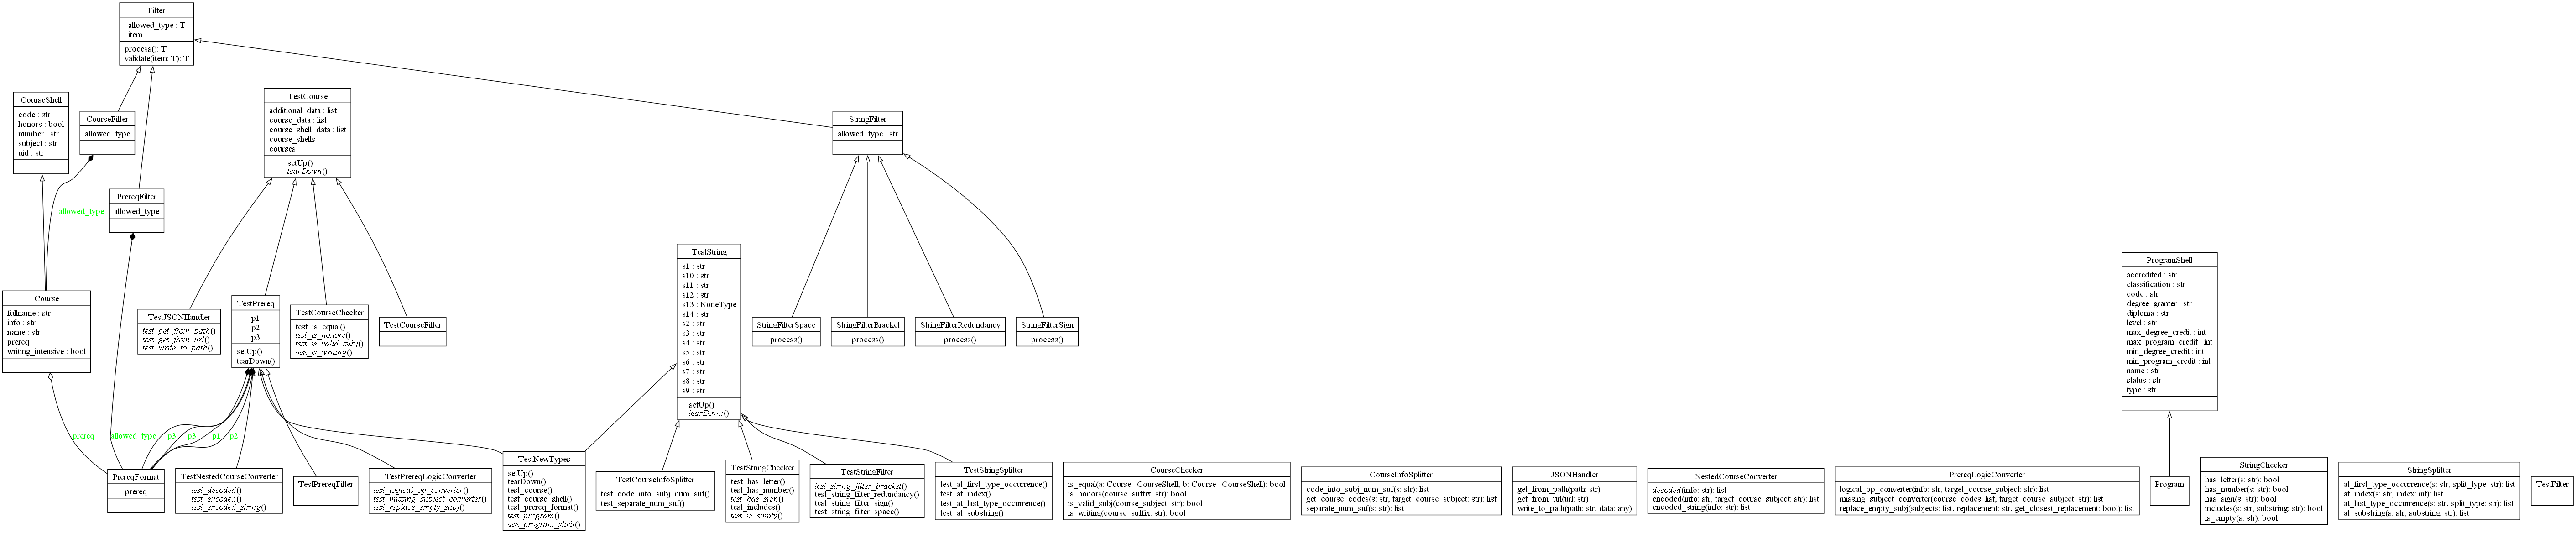 Filter
allowed_type : T
item
process(): T
validate(item: T): T
CourseShell
code : str
honors : bool
number : str
subject : str
uid : str
CourseFilter
allowed_type
TestCourse
additional_data : list
course_data : list
course_shell_data : list
course_shells
courses
setUp()
tearDown()
StringFilter
allowed_type : str
allowed_type
PrereqFilter
allowed_type
Course
fullname : str
info : str
name : str
prereq
writing_intensive : bool
TestJSONHandler
test_get_from_path()
test_get_from_url()
test_write_to_path()
TestPrereq
p1
p2
p3
setUp()
tearDown()
TestCourseChecker
test_is_equal()
test_is_honors()
test_is_valid_subj()
test_is_writing()
TestCourseFilter
TestString
s1 : str
s10 : str
s11 : str
s12 : str
s13 : NoneType
s14 : str
s2 : str
s3 : str
s4 : str
s5 : str
s6 : str
s7 : str
s8 : str
s9 : str
setUp()
tearDown()
StringFilterSpace
process()
StringFilterBracket
process()
StringFilterRedundancy
process()
StringFilterSign
process()
ProgramShell
accredited : str
classification : str
code : str
degree_granter : str
diploma : str
level : str
max_degree_credit : int
max_program_credit : int
min_degree_credit : int
min_program_credit : int
name : str
status : str
type : str
prereq
allowed_type
p3
p3
p1
p2
PrereqFormat
prereq
TestNestedCourseConverter
test_decoded()
test_encoded()
test_encoded_string()
TestPrereqFilter
TestPrereqLogicConverter
test_logical_op_converter()
test_missing_subject_converter()
test_replace_empty_subj()
TestNewTypes
setUp()
tearDown()
test_course()
test_course_shell()
test_prereq_format()
test_program()
test_program_shell()
TestCourseInfoSplitter
test_code_into_subj_num_suf()
test_separate_num_suf()
TestStringChecker
test_has_letter()
test_has_number()
test_has_sign()
test_includes()
test_is_empty()
TestStringFilter
test_string_filter_bracket()
test_string_filter_redundancy()
test_string_filter_sign()
test_string_filter_space()
TestStringSplitter
test_at_first_type_occurrence()
test_at_index()
test_at_last_type_occurrence()
test_at_substring()
CourseChecker
is_equal(a: Course | CourseShell, b: Course | CourseShell): bool
is_honors(course_suffix: str): bool
is_valid_subj(course_subject: str): bool
is_writing(course_suffix: str): bool
CourseInfoSplitter
code_into_subj_num_suf(s: str): list
get_course_codes(s: str, target_course_subject: str): list
separate_num_suf(s: str): list
JSONHandler
get_from_path(path: str)
get_from_url(url: str)
write_to_path(path: str, data: any)
NestedCourseConverter
decoded(info: str): list
encoded(info: str, target_course_subject: str): list
encoded_string(info: str): list
PrereqLogicConverter
logical_op_converter(info: str, target_course_subject: str): list
missing_subject_converter(course_codes: list, target_course_subject: str): list
replace_empty_subj(subjects: list, replacement: str, get_closest_replacement: bool): list
Program
StringChecker
has_letter(s: str): bool
has_number(s: str): bool
has_sign(s: str): bool
includes(s: str, substring: str): bool
is_empty(s: str): bool
StringSplitter
at_first_type_occurrence(s: str, split_type: str): list
at_index(s: str, index: int): list
at_last_type_occurrence(s: str, split_type: str): list
at_substring(s: str, substring: str): list
TestFilter